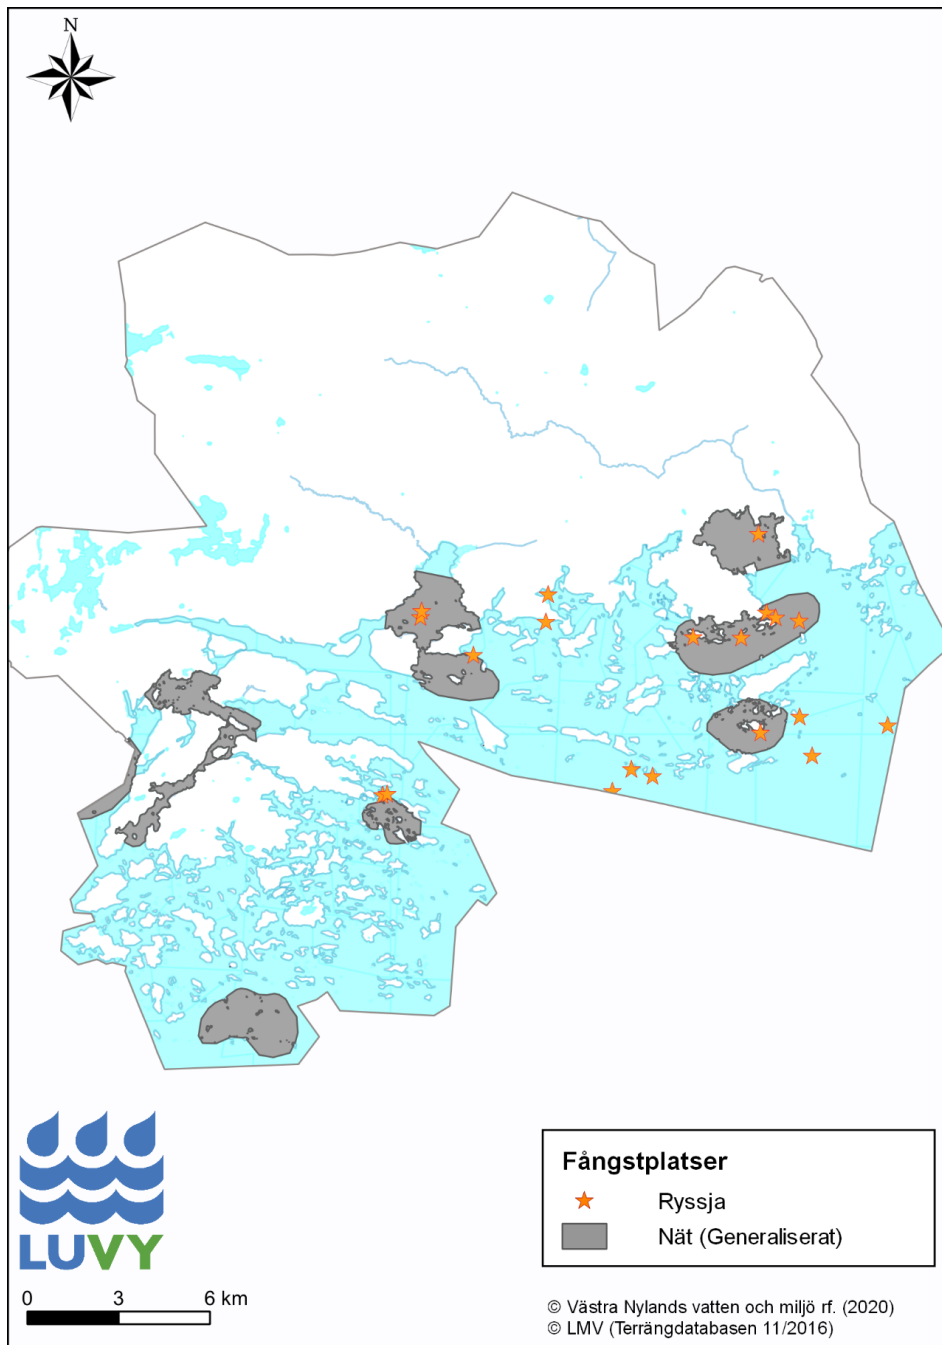 N
Fångstplatser
Ryssja
Nät (Generaliserat)
LUVY
0 3 6 km
© Västra Nylands vatten och miljö rf. (2020)
© LMV (Terrängdatabasen 11/2016)